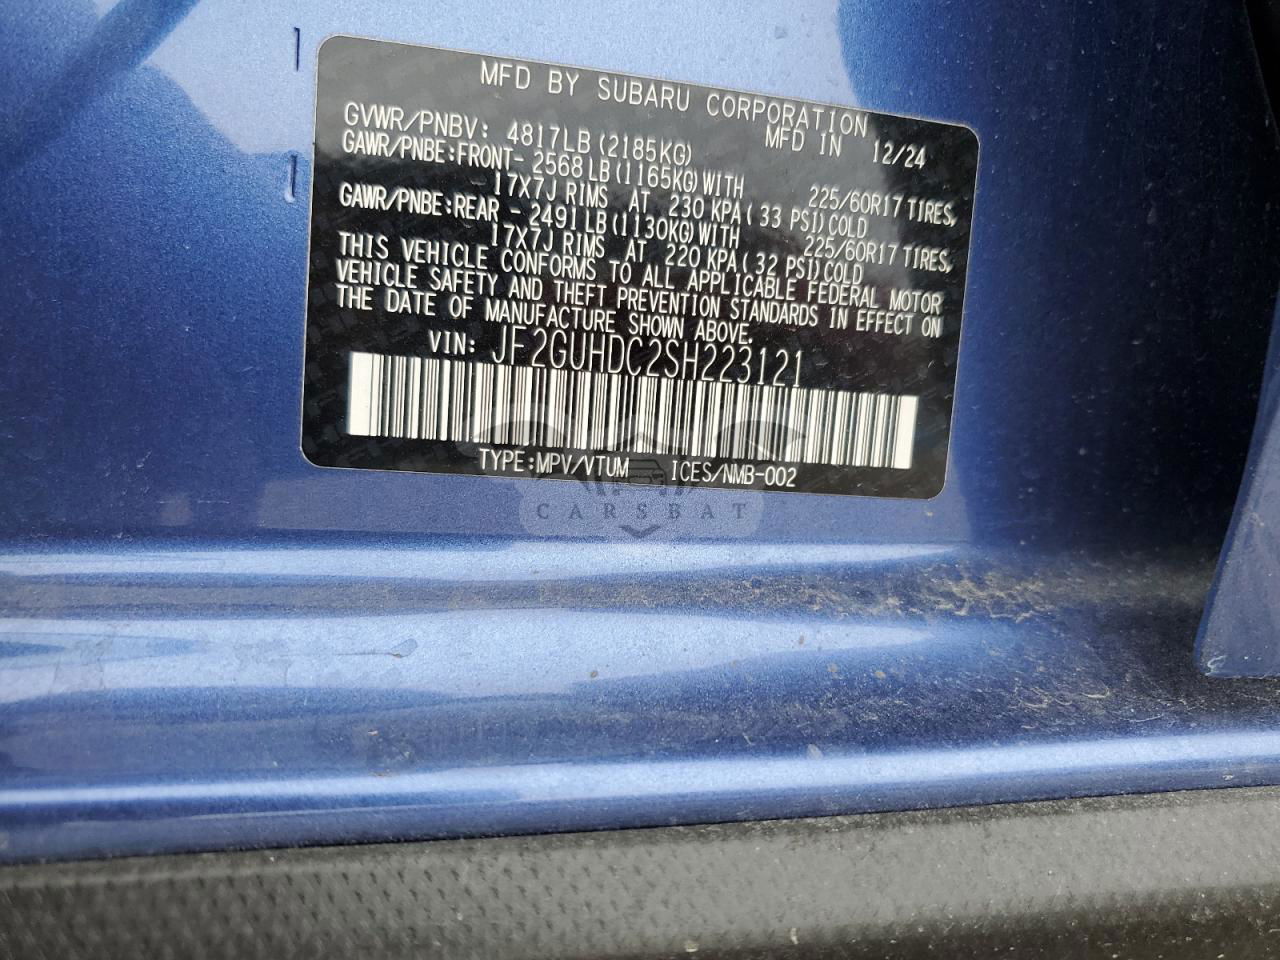 MFD BY SUBARU CORPORATION
GVWR/PNBV: 4817LB(2185KG) MFD IN 12/24
GAWR/PNBE:FRONT- 2568LB(1165KG)WITH 225/60R17 TIRES,
17X7J RIMS AT 230 KPA(33 PSI)COLD
GAWR/PNBE:REAR - 2491LB(1130KG)WITH 225/60R17 TIRES,
17X7J RIMS AT 220 KPA(32 PSI)COLD
THIS VEHICLE CONFORMS TO ALL APPLICABLE FEDERAL MOTOR
VEHICLE SAFETY AND THEFT PREVENTION STANDARDS IN EFFECT ON
THE DATE OF MANUFACTURE SHOWN ABOVE.
VIN: JF2GUHDC2SH223121
TYPE:MPV/VTUM ICES/NMB-002
CARSBAT